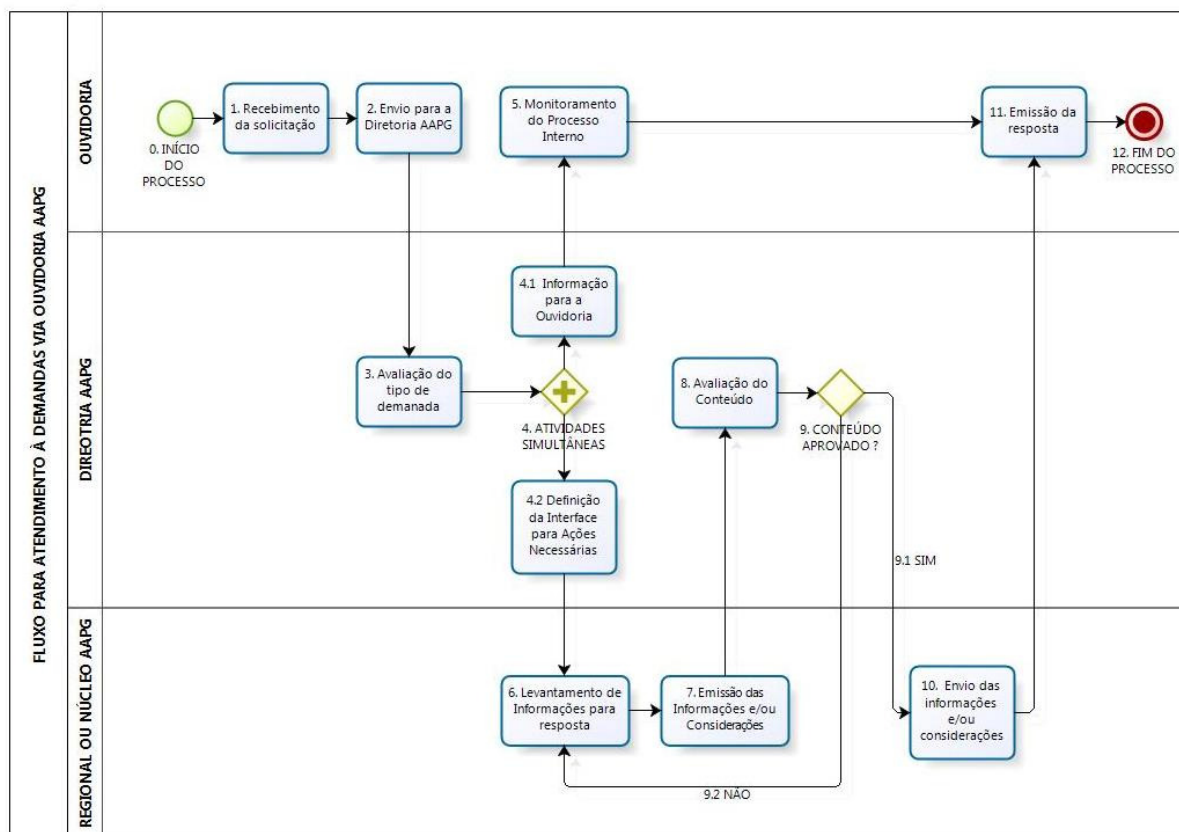 FLUXO PARA ATENDIMENTO À DEMANDAS VIA OUVIDORIA AAPG
OUVIDORIA
0. INÍCIO
DO
PROCESSO
1. Recebimento
da solicitação
2. Envio para a
Diretoria AAPG
5. Monitoramento
do Processo
Interno
11. Emissão da
resposta
12. FIM DO
PROCESSO
DIREOTRIA AAPG
3. Avaliação do
tipo de
demanada
4.1 Informação
para a
Ouvidoria
4. ATIVIDADES
SIMULTÂNEAS
4.2 Definição
da Interface
para Ações
Necessárias
8. Avaliação do
Conteúdo
9. CONTEÚDO
APROVADO ?
9.1 SIM
REGIONAL OU NÚCLEO AAPG
6. Levantamento de
Informações para
resposta
7. Emissão das
Informações e/ou
Considerações
9.2 NÃO
10. Envio das
informações
e/ou
considerações